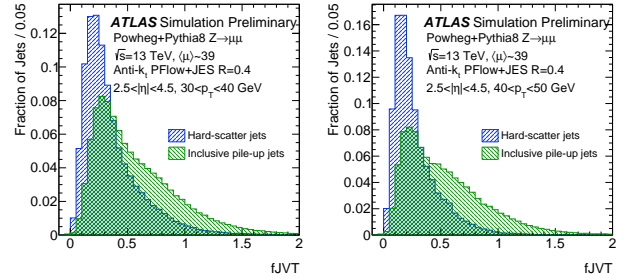 Fraction of Jets / 0.05
0.12
0.1
0.08
0.06
0.04
0.02
0
ATLAS Simulation Preliminary
Powheg+Pythia8 Z→μμ
√s=13 TeV, ⟨μ⟩~39
Anti-kt PFlow+JES R=0.4
2.5<|η|<4.5, 30<pT<40 GeV
Hard-scatter jets
Inclusive pile-up jets
0 0.5 1 1.5 2
fJVT
Fraction of Jets / 0.05
0.16
0.14
0.12
0.1
0.08
0.06
0.04
0.02
0
ATLAS Simulation Preliminary
Powheg+Pythia8 Z→μμ
√s=13 TeV, ⟨μ⟩~39
Anti-kt PFlow+JES R=0.4
2.5<|η|<4.5, 40<pT<50 GeV
Hard-scatter jets
Inclusive pile-up jets
0 0.5 1 1.5 2
fJVT